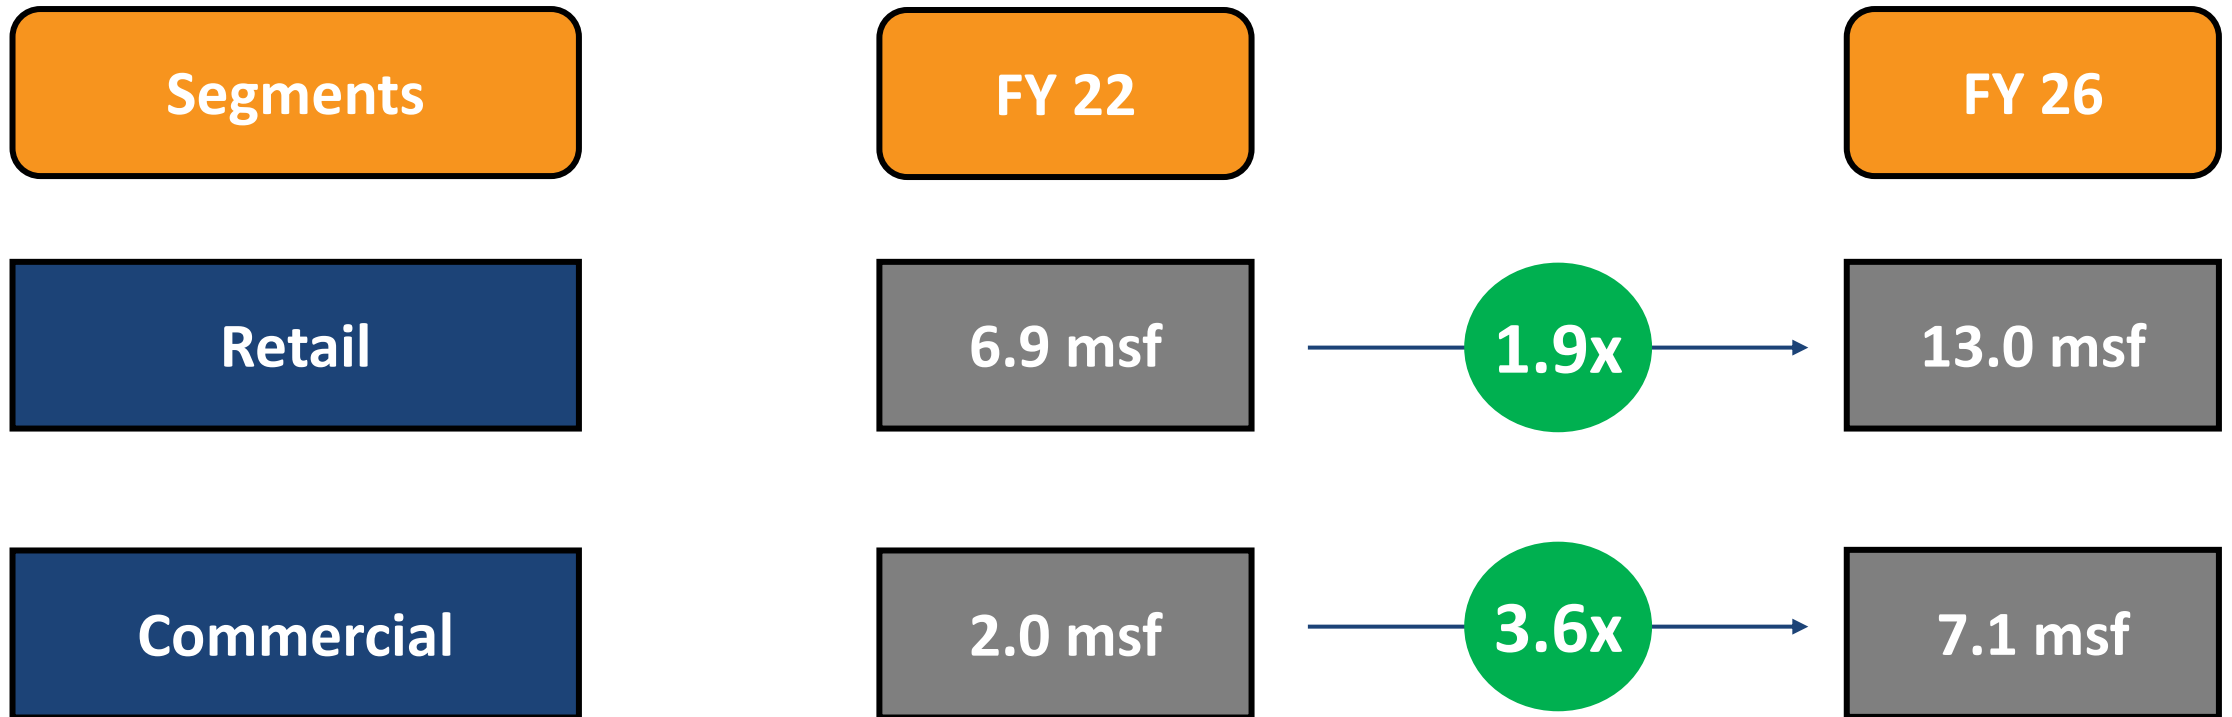 Segments FY 22 FY 26
Retail 6.9 msf 1.9x 13.0 msf
Commercial 2.0 msf 3.6x 7.1 msf